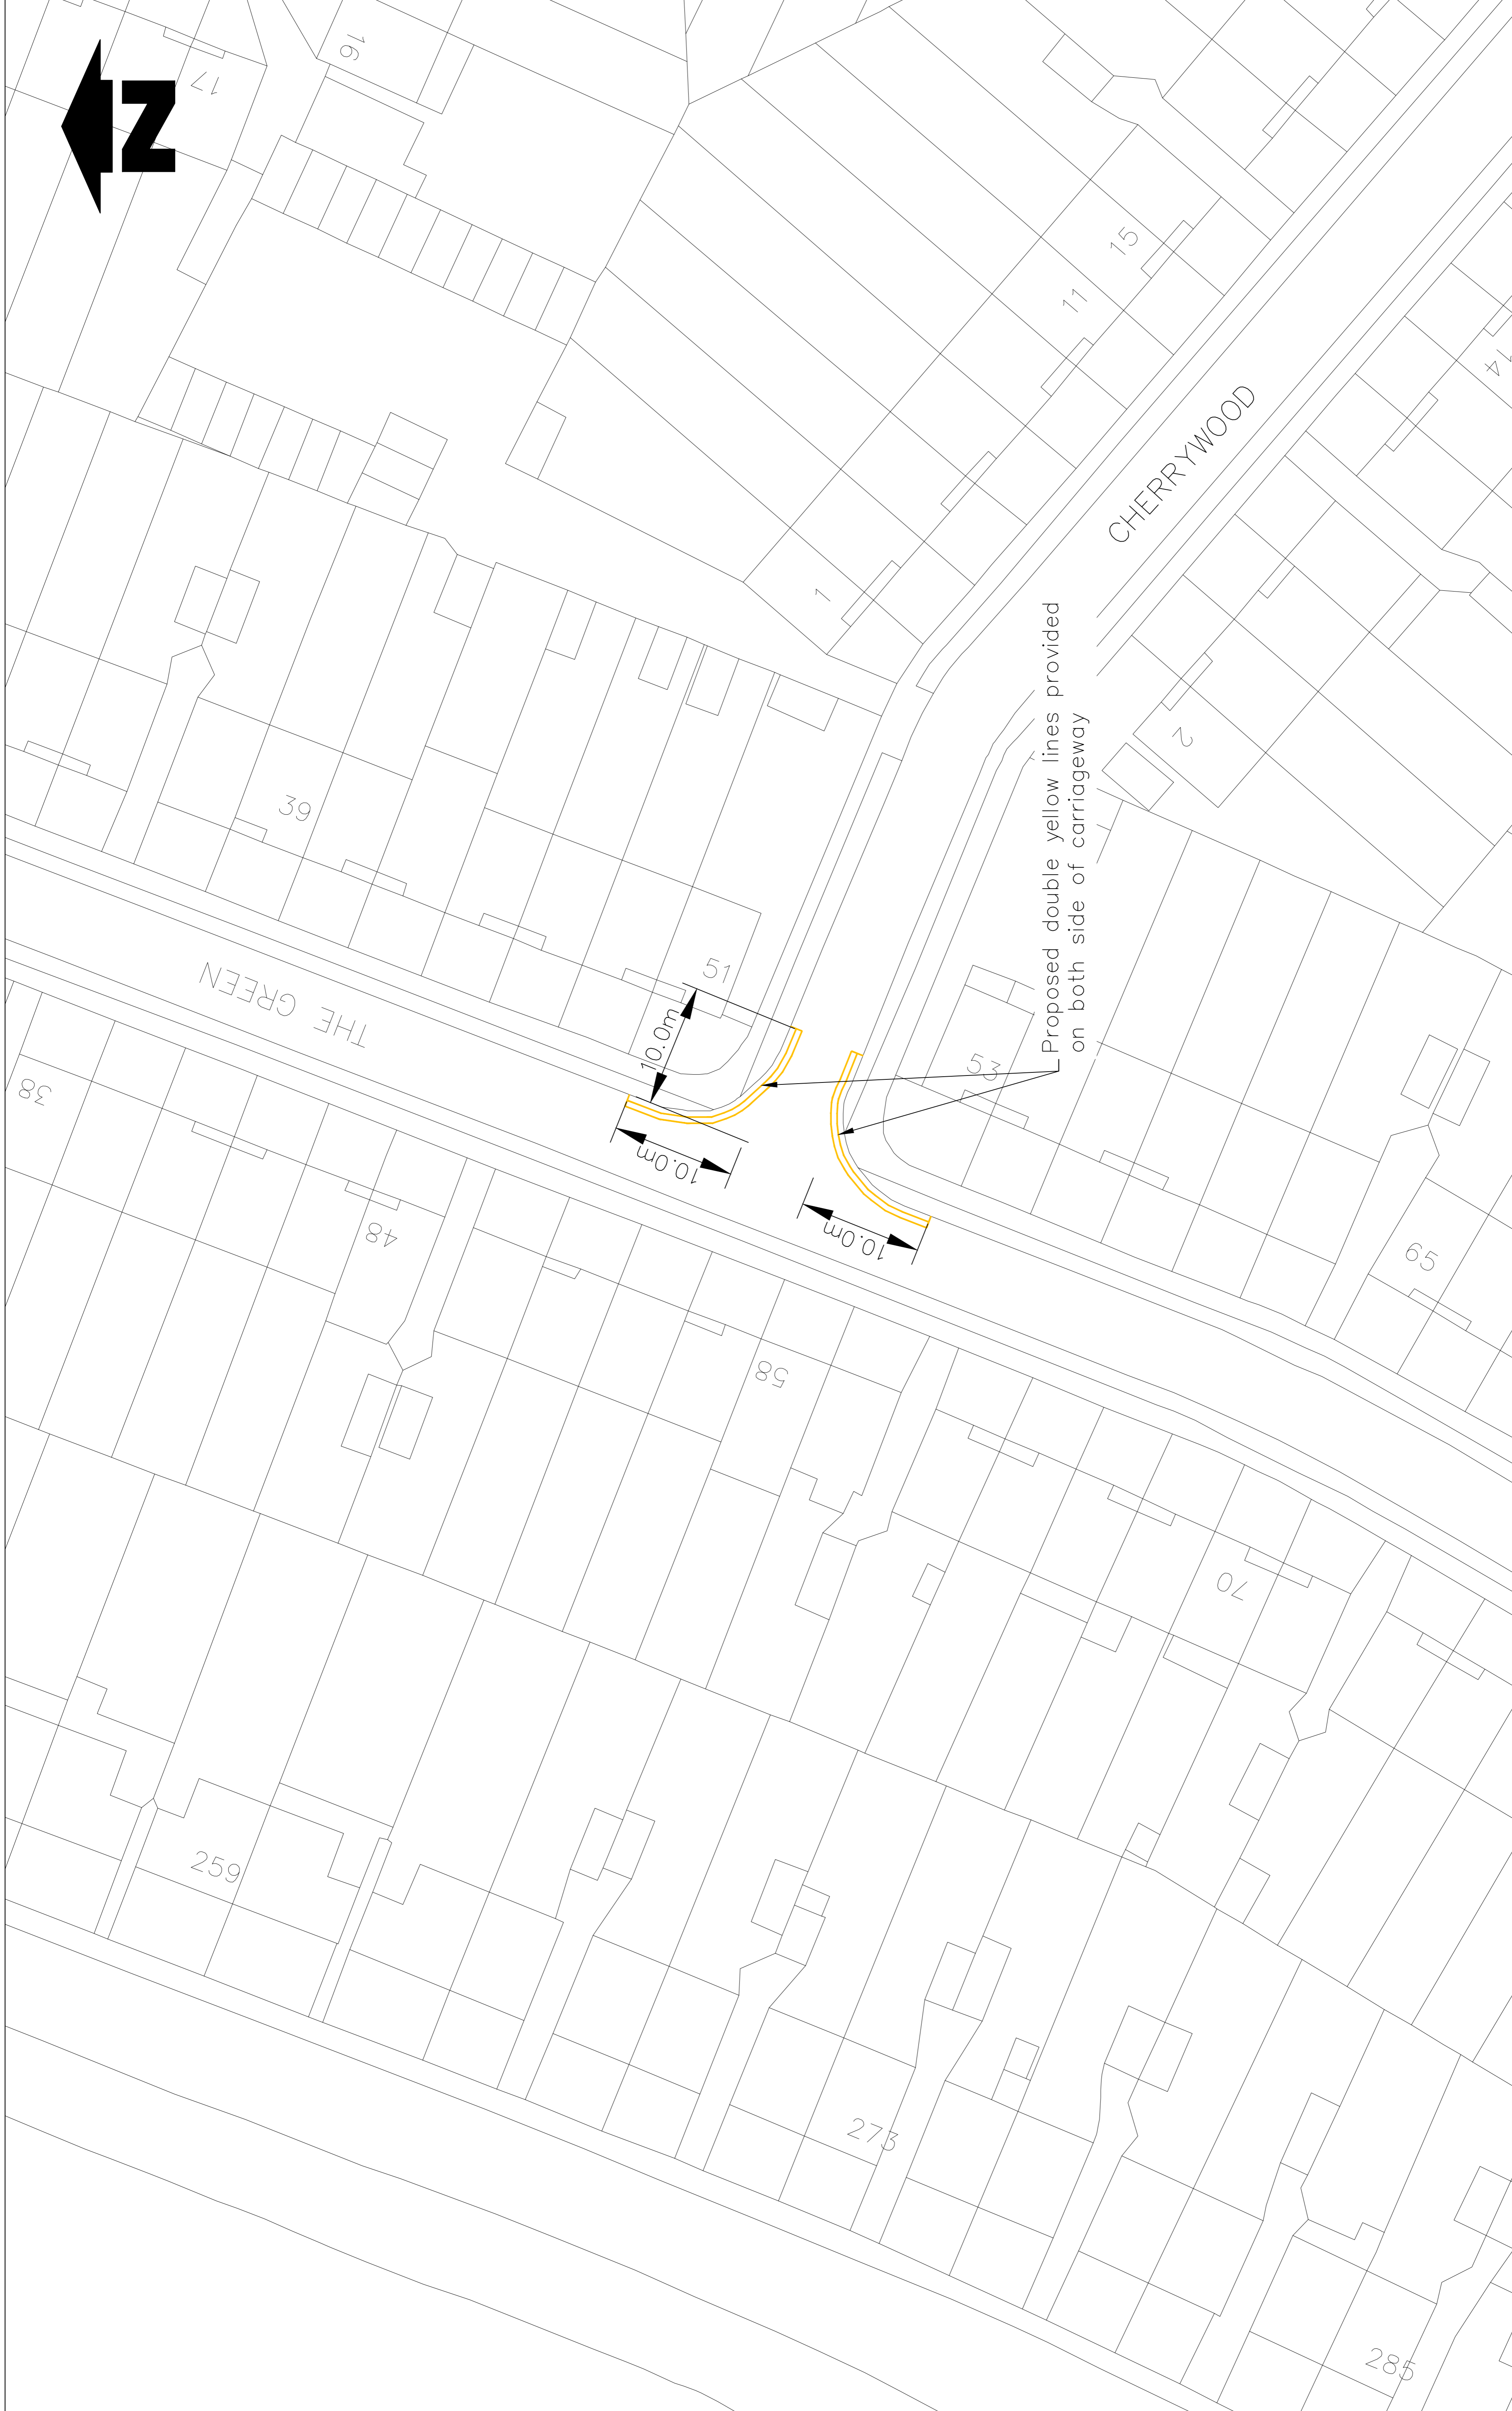 N
17
16
15
11
1
14
CHERRYWOOD
2
Proposed double yellow lines provided
on both side of carriageway
39
51
THE GREEN
10.0m
10.0m
10.0m
53
38
48
58
65
70
259
273
285